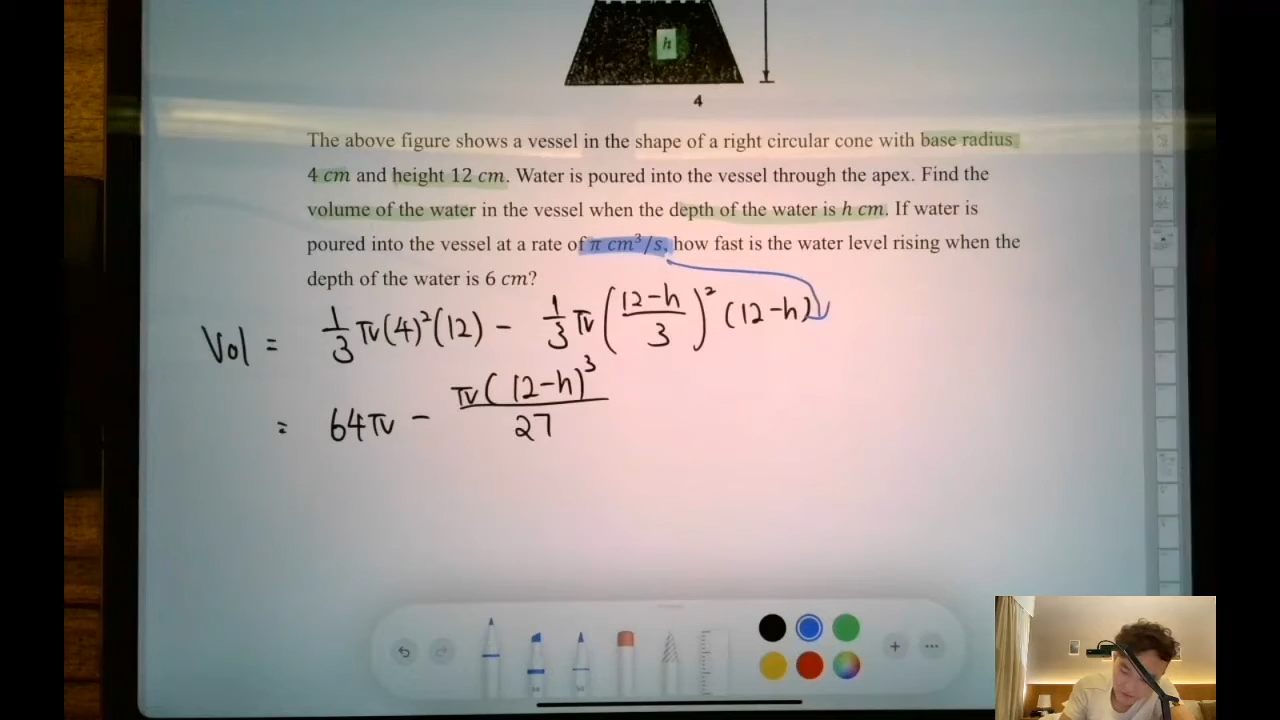 h
4
The above figure shows a vessel in the shape of a right circular cone with base radius
4 cm and height 12 cm. Water is poured into the vessel through the apex. Find the
volume of the water in the vessel when the depth of the water is h cm. If water is
poured into the vessel at a rate of π cm³/s, how fast is the water level rising when the
depth of the water is 6 cm?
Vol = 1/3 π(4)²(12) − 1/3 π((12−h)/3)²(12−h)
= 64π − π(12−h)³/27